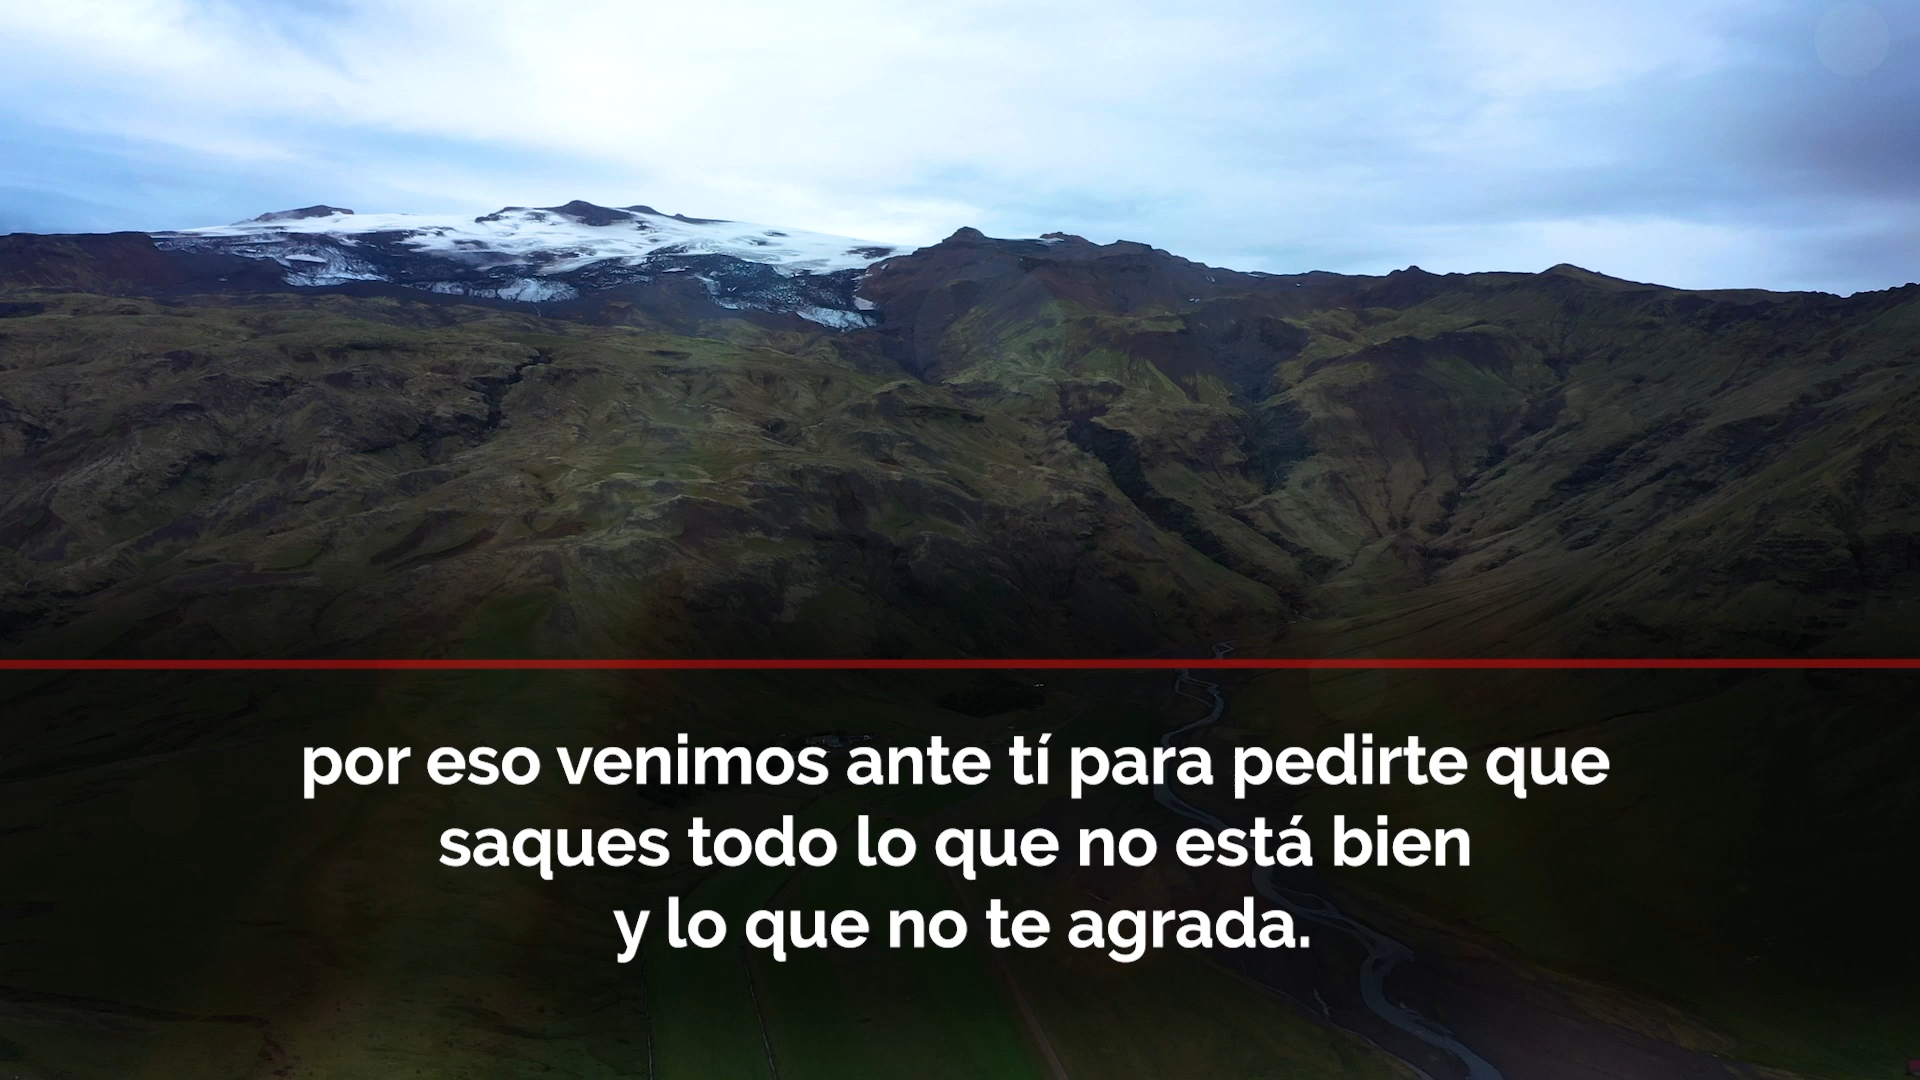 por eso venimos ante tí para pedirte que
saques todo lo que no está bien
y lo que no te agrada.